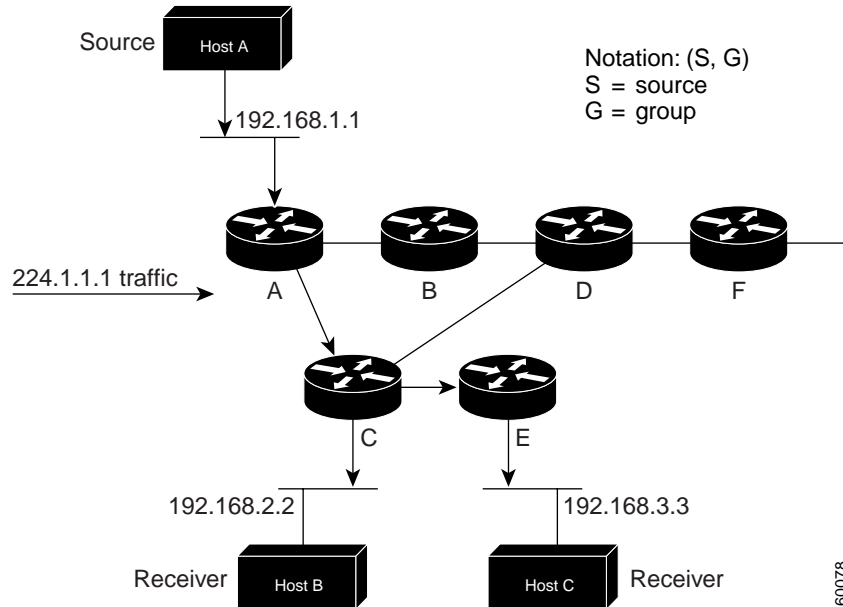 Source
Host A
Notation: (S, G)
S = source
G = group
192.168.1.1
224.1.1.1 traffic
A
B
D
F
C
E
192.168.2.2
192.168.3.3
Receiver
Host B
Host C
Receiver
60078